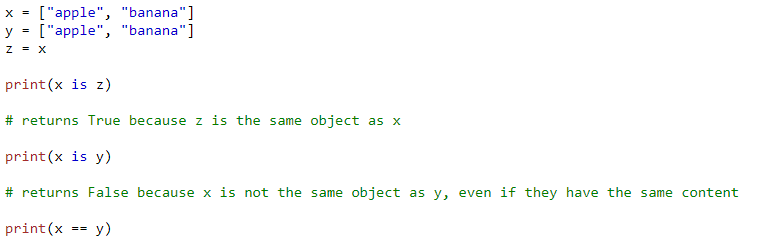 x = ["apple", "banana"]
y = ["apple", "banana"]
z = x
print(x is z)
# returns True because z is the same object as x
print(x is y)
# returns False because x is not the same object as y, even if they have the same content
print(x == y)